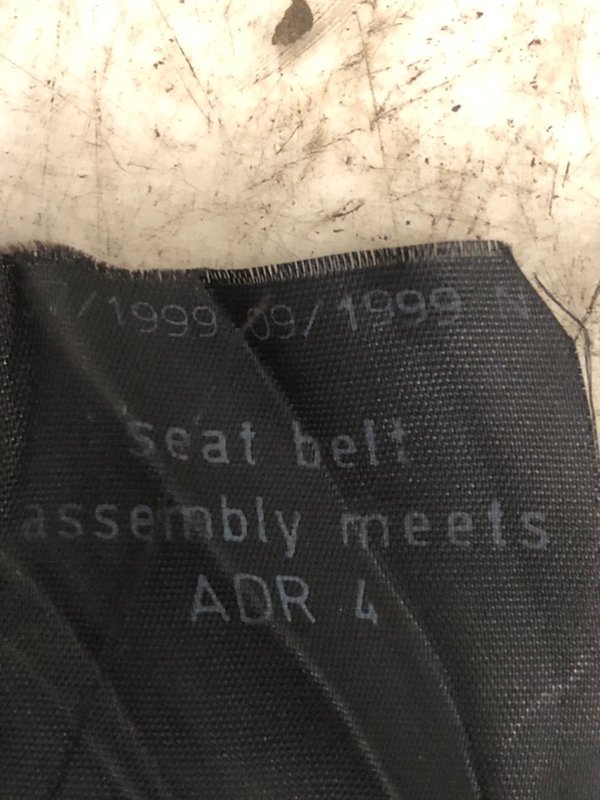 /1999 09/1999 N
seat belt
assembly meets
ADR 4